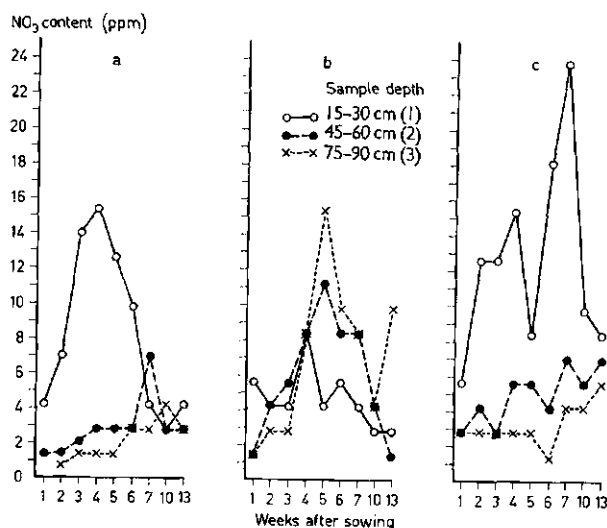 NO3 content (ppm)
a
b
c
Sample depth
15-30 cm (1)
45-60 cm (2)
75-90 cm (3)
24
22
20
18
16
14
12
10
8
6
4
2
0
1 2 3 4 5 6 7 10 13
1 2 3 4 5 6 7 10 13
1 2 3 4 5 6 7 10 13
Weeks after sowing